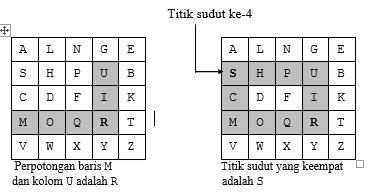 Titik sudut ke-4
A L N G E
S H P U B
C D F I K
M O Q R T
V W X Y Z
Perpotongan baris M
dan kolom U adalah R
A L N G E
S H P U B
C D F I K
M O Q R T
V W X Y Z
Titik sudut yang keempat
adalah S